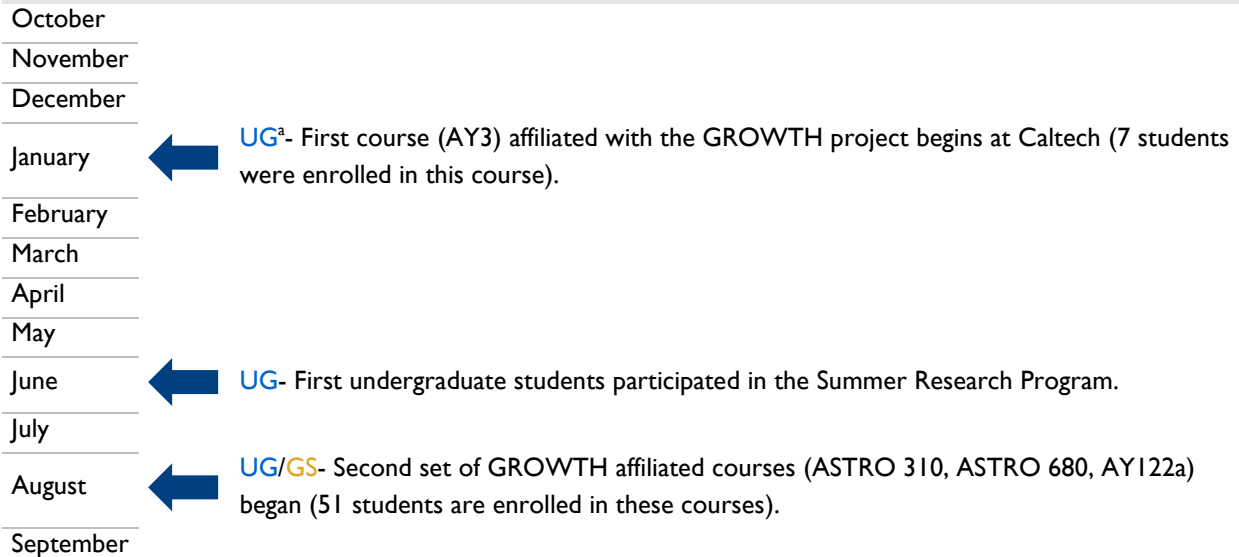 October
November
December
January
UGᵃ- First course (AY3) affiliated with the GROWTH project begins at Caltech (7 students
were enrolled in this course).
February
March
April
May
June
UG- First undergraduate students participated in the Summer Research Program.
July
August
UG/GS- Second set of GROWTH affiliated courses (ASTRO 310, ASTRO 680, AY122a)
began (51 students are enrolled in these courses).
September